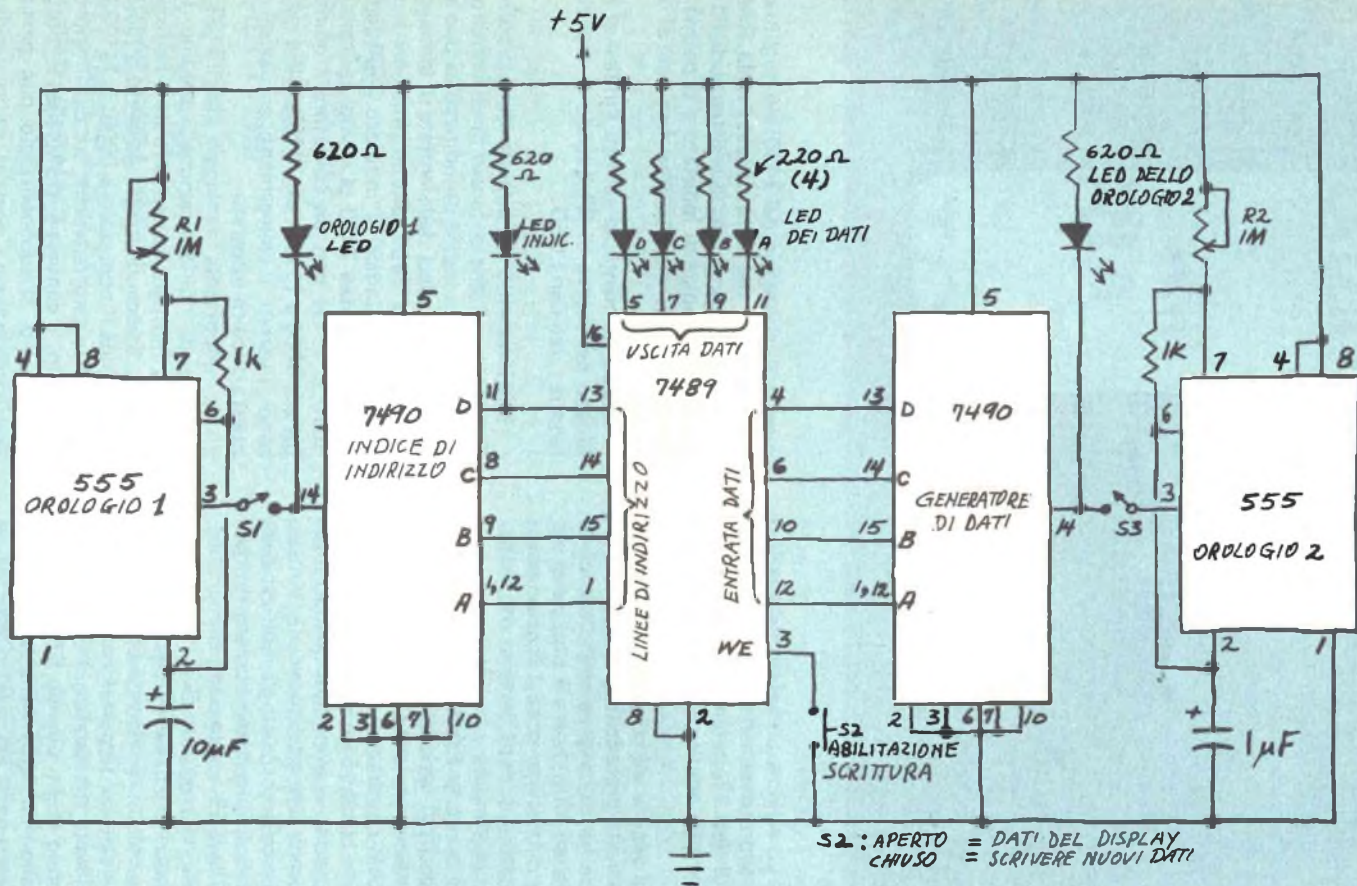 +5V
620Ω
OROLOGIO 1
LED
R1
1M
1k
4
8
7
6
3
555
OROLOGIO 1
S1
14
1
2
+
10µF
5
7490
INDICE DI
INDIRIZZO
D
C
B
A
11
8
9
1,12
2
3
6
7
10
620
Ω
LED
INDIC.
220Ω
(4)
LED
DEI DATI
D
C
B
A
5
7
9
11
16
USCITA DATI
7489
13
14
15
1
LINEE DI INDIRIZZO
ENTRATA DATI
4
6
10
12
WE
3
8
2
S2
ABILITAZIONE
SCRITTURA
5
13
14
15
1,12
D
C
B
A
7490
GENERATORE
DI DATI
14
2
3
6
7
10
620Ω
LED DELLO
OROLOGIO 2
R2
1M
1K
7
4
8
6
3
S3
555
OROLOGIO 2
2
1
+
1µF
S2: APERTO = DATI DEL DISPLAY
CHIUSO = SCRIVERE NUOVI DATI